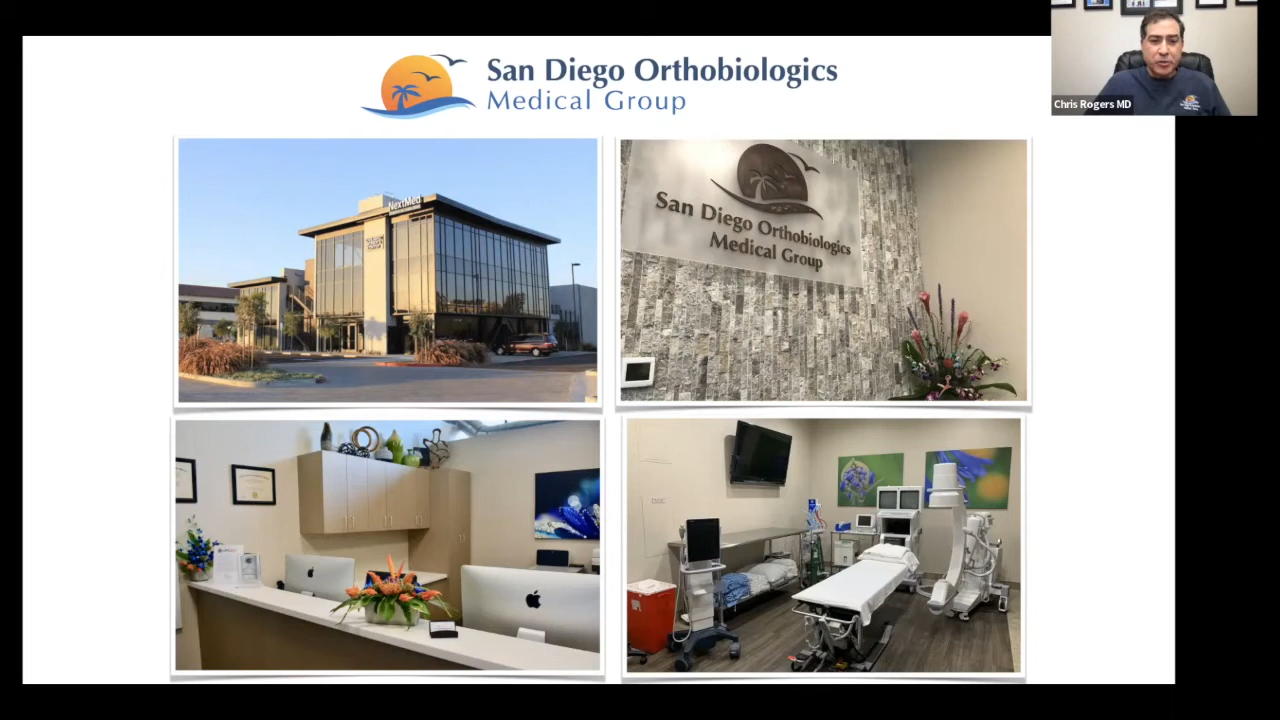 San Diego Orthobiologics
Medical Group
Chris Rogers MD
NextMed
San Diego Orthobiologics
Medical Group